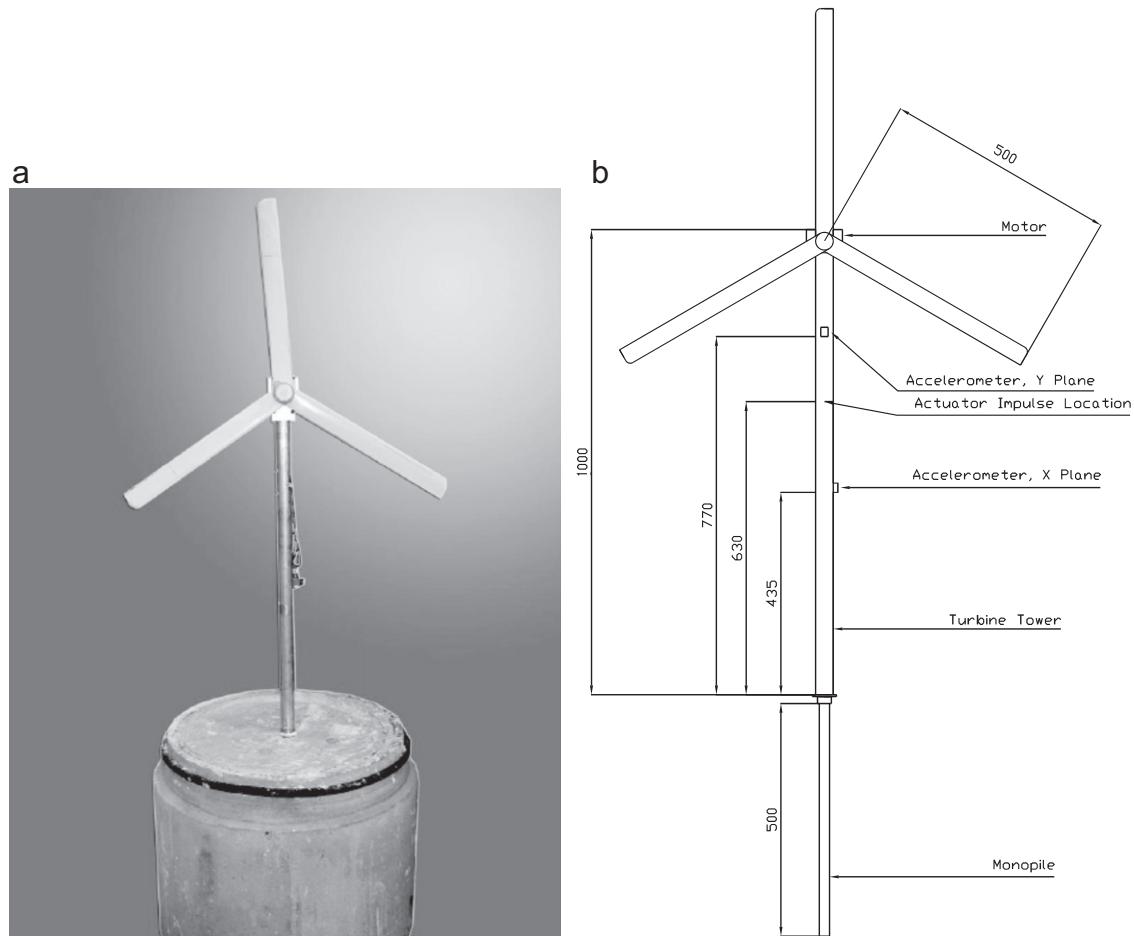 a
b
500
Motor
Accelerometer, Y Plane
Actuator Impulse Location
1000
770
630
Accelerometer, X Plane
435
Turbine Tower
500
Monopile